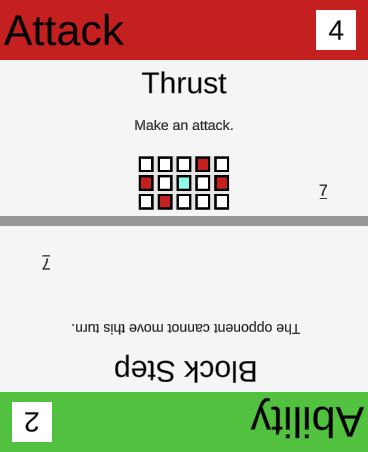 Attack 4
Thrust
Make an attack.
7
Ability 2
Block Step
The opponent cannot move this turn.
7